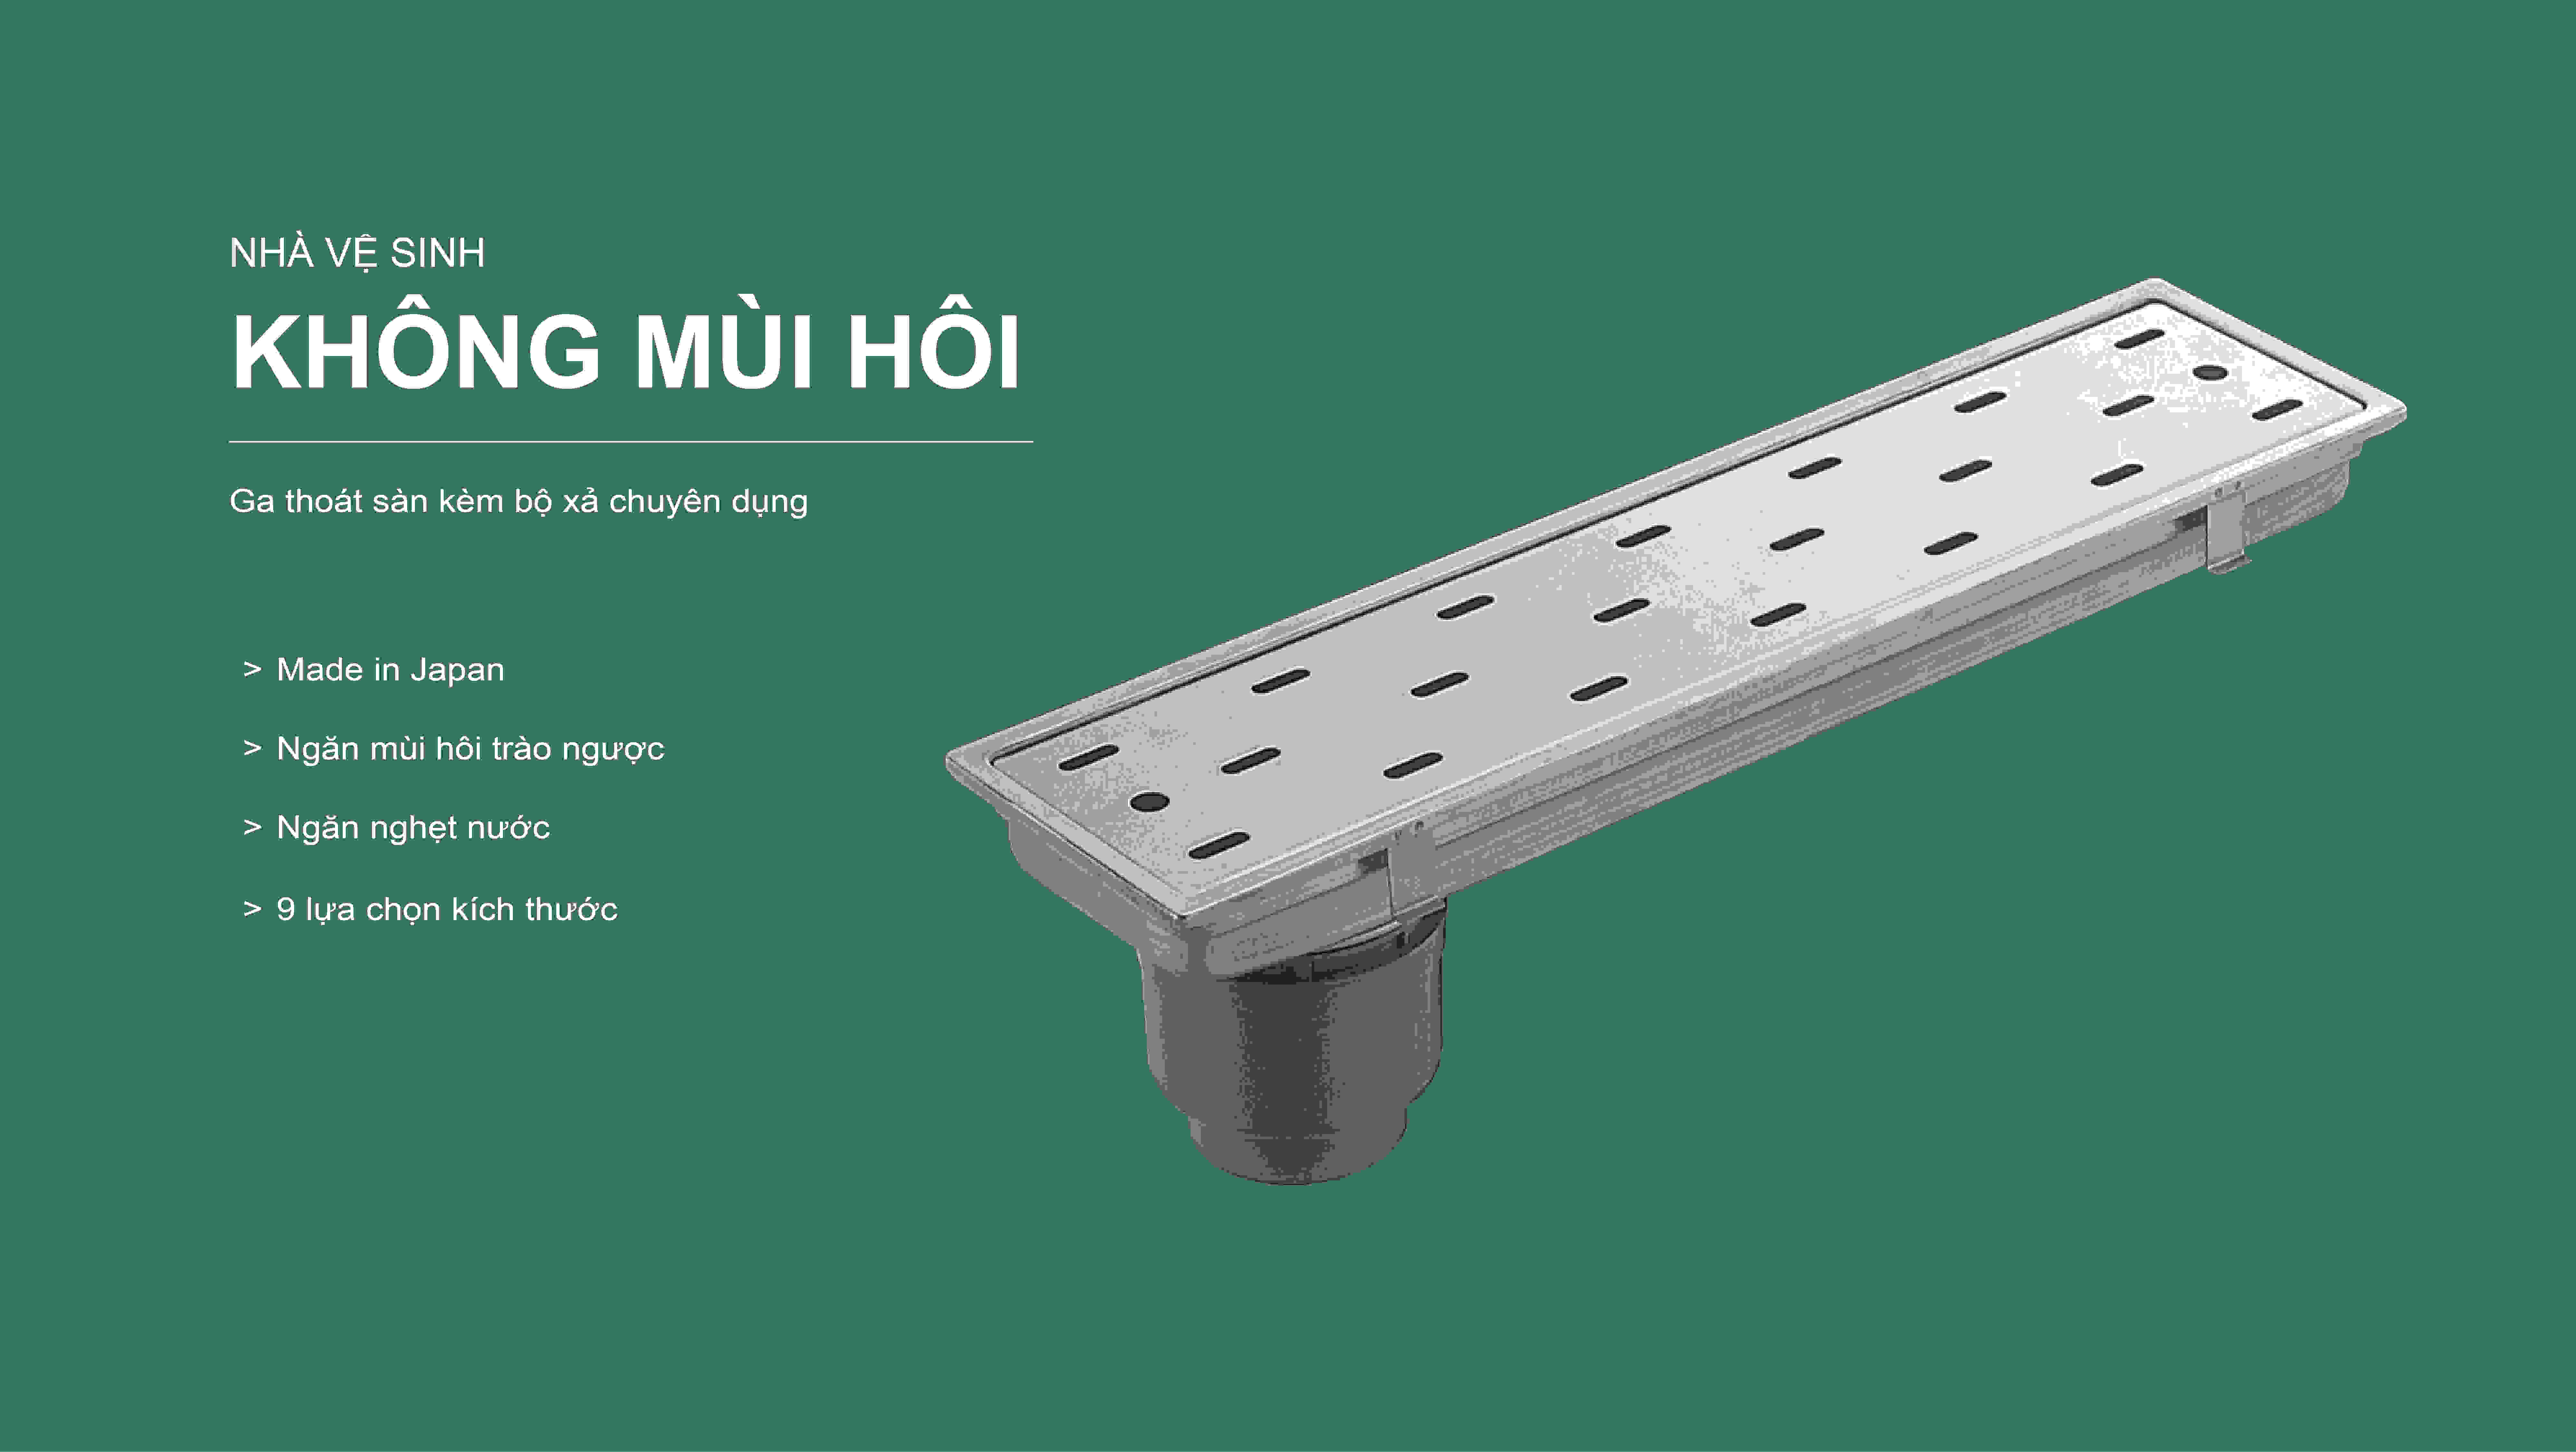 NHÀ VỆ SINH
KHÔNG MÙI HÔI
Ga thoát sàn kèm bộ xả chuyên dụng
> Made in Japan
> Ngăn mùi hôi trào ngược
> Ngăn nghẹt nước
> 9 lựa chọn kích thước